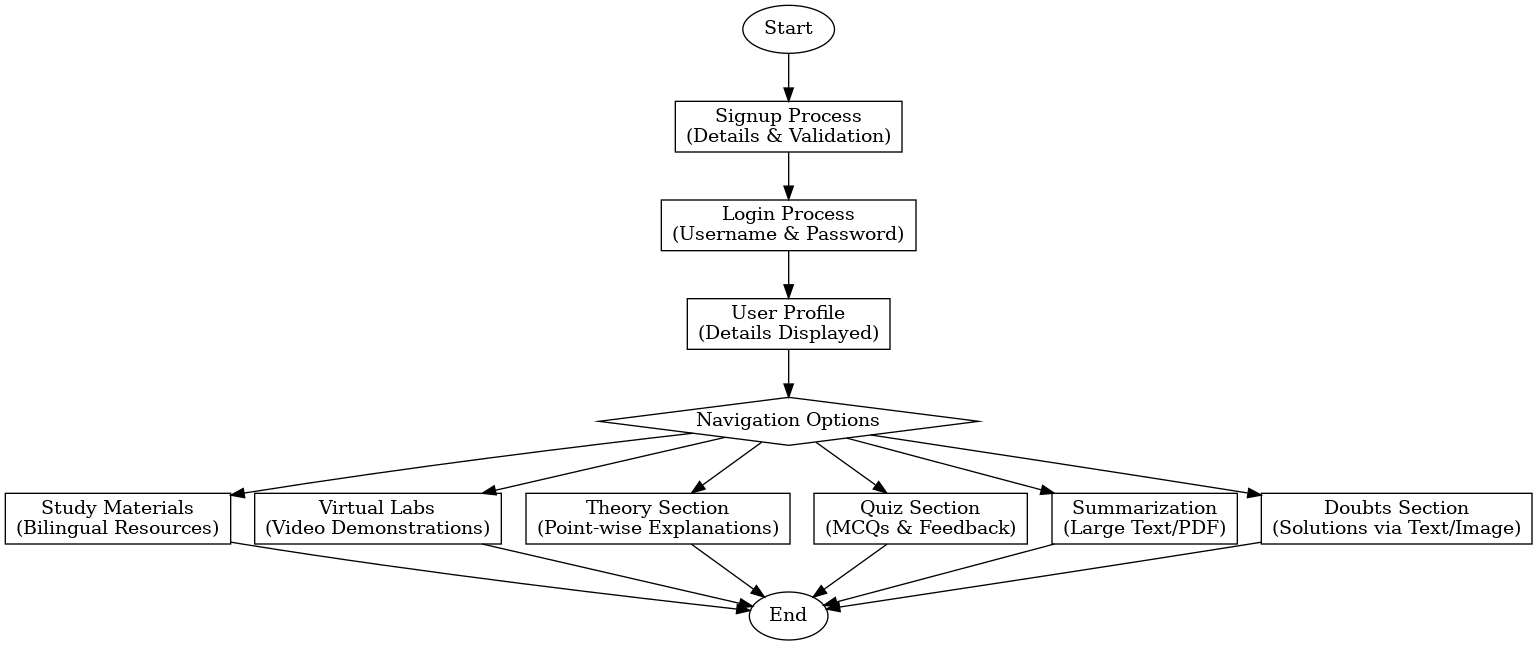 Start
Signup Process
(Details & Validation)
Login Process
(Username & Password)
User Profile
(Details Displayed)
Navigation Options
Study Materials
(Bilingual Resources)
Virtual Labs
(Video Demonstrations)
Theory Section
(Point-wise Explanations)
Quiz Section
(MCQs & Feedback)
Summarization
(Large Text/PDF)
Doubts Section
(Solutions via Text/Image)
End